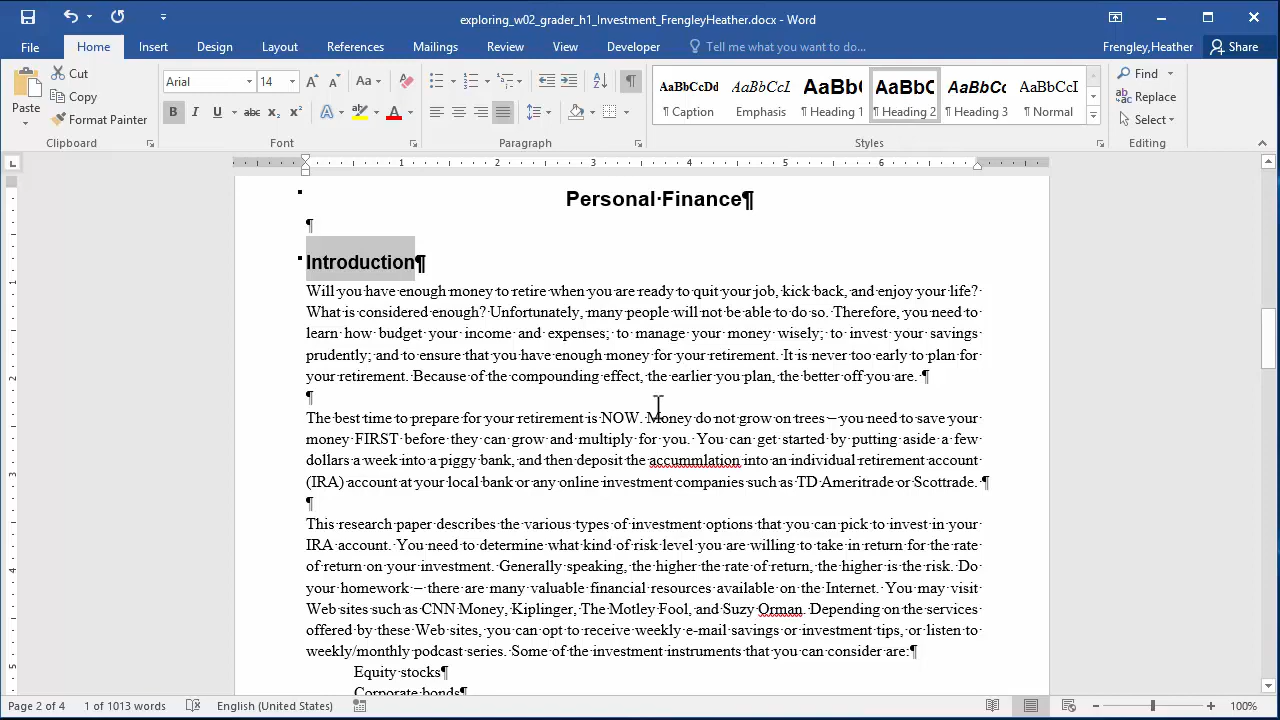 exploring_w02_grader_h1_Investment_FrengleyHeather.docx - Word
File Home Insert Design Layout References Mailings Review View Developer Tell me what you want to do... Frengley,Heather Share
Paste Cut Copy Format Painter
Arial 14 Aa
B I U abc x₂ x² A ab A
AaBbCcDd AaBbCcI AaBbC AaBbC AaBbCc AaBbCcI
¶ Caption Emphasis ¶ Heading 1 ¶ Heading 2 ¶ Heading 3 ¶ Normal
Find Replace Select
Clipboard Font Paragraph Styles Editing
1 2 3 4 5 6
Personal·Finance¶
¶
Introduction¶
Will·you·have·enough·money·to·retire·when·you·are·ready·to·quit·your·job,·kick·back,·and·enjoy·your·life?·
What·is·considered·enough?·Unfortunately,·many·people·will·not·be·able·to·do·so.·Therefore,·you·need·to·
learn·how·budget·your·income·and·expenses;·to·manage·your·money·wisely;·to·invest·your·savings·
prudently;·and·to·ensure·that·you·have·enough·money·for·your·retirement.··It·is·never·too·early·to·plan·for·
your·retirement.··Because·of·the·compounding·effect,·the·earlier·you·plan,·the·better·off·you·are.··¶
¶
The·best·time·to·prepare·for·your·retirement·is·NOW.·Money·do·not·grow·on·trees·–·you·need·to·save·your·
money·FIRST·before·they·can·grow·and·multiply·for·you.··You·can·get·started·by·putting·aside·a·few·
dollars·a·week·into·a·piggy·bank,·and·then·deposit·the·accummlation·into·an·individual·retirement·account·
(IRA)·account·at·your·local·bank·or·any·online·investment·companies·such·as·TD·Ameritrade·or·Scottrade.··¶
¶
This·research·paper·describes·the·various·types·of·investment·options·that·you·can·pick·to·invest·in·your·
IRA·account.··You·need·to·determine·what·kind·of·risk·level·you·are·willing·to·take·in·return·for·the·rate·
of·return·on·your·investment.··Generally·speaking,·the·higher·the·rate·of·return,·the·higher·is·the·risk.··Do·
your·homework·–·there·are·many·valuable·financial·resources·available·on·the·Internet.··You·may·visit·
Web·sites·such·as·CNN·Money,·Kiplinger,·The·Motley·Fool,·and·Suzy·Orman.·Depending·on·the·services·
offered·by·these·Web·sites,·you·can·opt·to·receive·weekly·e-mail·savings·or·investment·tips,·or·listen·to·
weekly/monthly·podcast·series.··Some·of·the·investment·instruments·that·you·can·consider·are:¶
Equity·stocks¶
Corporate·bonds¶
Page 2 of 4 1 of 1013 words English (United States) 100%